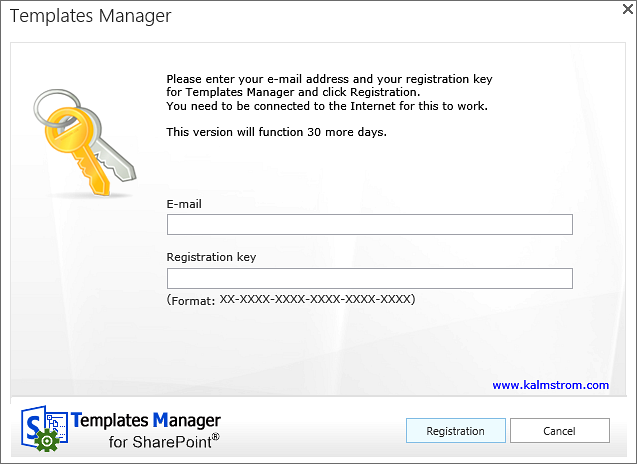 Templates Manager
Please enter your e-mail address and your registration key
for Templates Manager and click Registration.
You need to be connected to the Internet for this to work.
This version will function 30 more days.
E-mail
Registration key
(Format: XX-XXXX-XXXX-XXXX-XXXX-XXXX)
www.kalmstrom.com
Templates Manager
for SharePoint®
Registration
Cancel